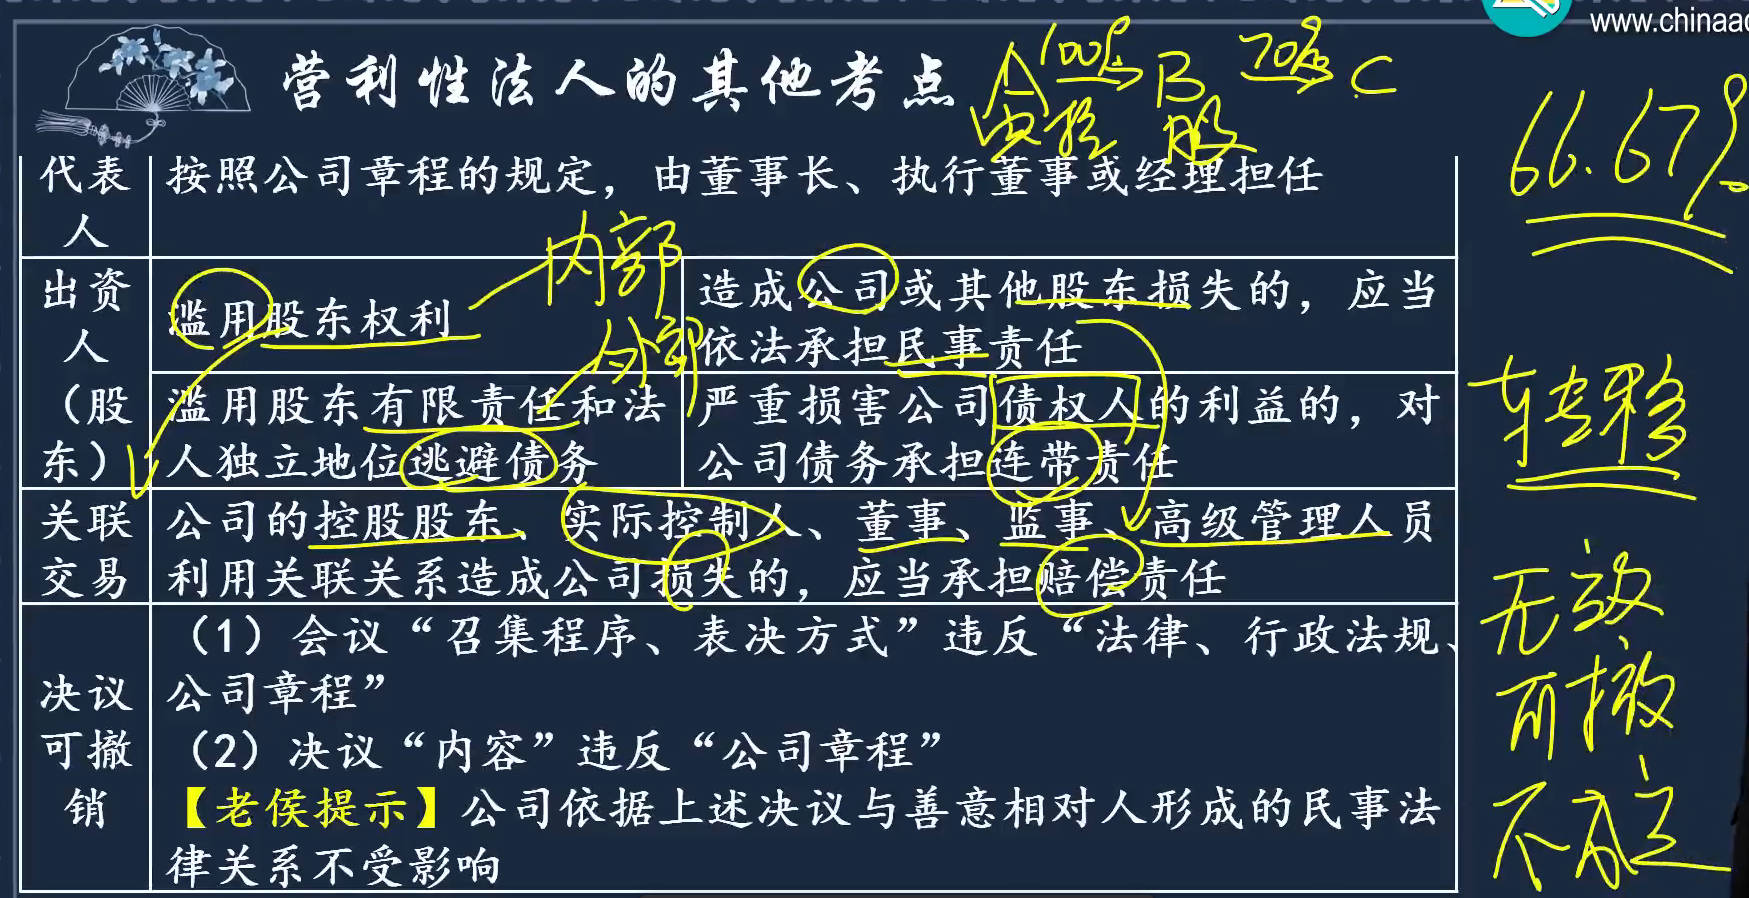 www.chinaac
营利性法人的其他考点
A 100% B 70% C
实控 股
66.67%
代表人
按照公司章程的规定，由董事长、执行董事或经理担任
内部
出资人（股东）
滥用股东权利
造成公司或其他股东损失的，应当
依法承担民事责任
外部
滥用股东有限责任和法
人独立地位逃避债务
严重损害公司债权人的利益的，对
公司债务承担连带责任
转移
关联
交易
公司的控股股东、实际控制人、董事、监事、高级管理人员
利用关联关系造成公司损失的，应当承担赔偿责任
无效
可撤
不成立
决议
可撤
销
（1）会议“召集程序、表决方式”违反“法律、行政法规、
公司章程”
（2）决议“内容”违反“公司章程”
【老侯提示】公司依据上述决议与善意相对人形成的民事法
律关系不受影响